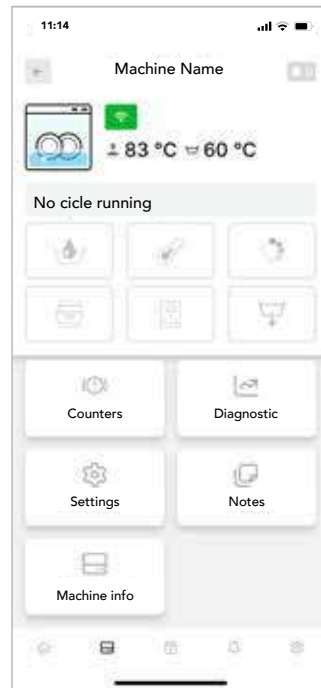 11:14
Machine Name
83 °C 60 °C
No cicle running
Counters Diagnostic
Settings Notes
Machine info